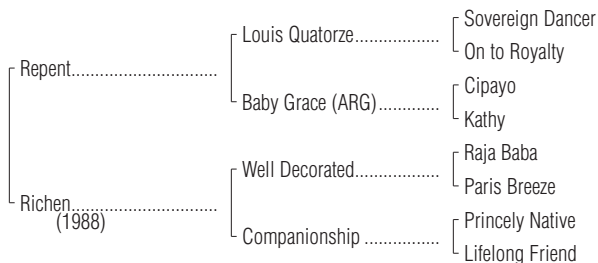 Sovereign Dancer
Louis Quatorze..................
On to Royalty
Repent...............................
Cipayo
Baby Grace (ARG).............
Kathy
Raja Baba
Well Decorated..................
Paris Breeze
Richen...............................
(1988)
Princely Native
Companionship ................
Lifelong Friend